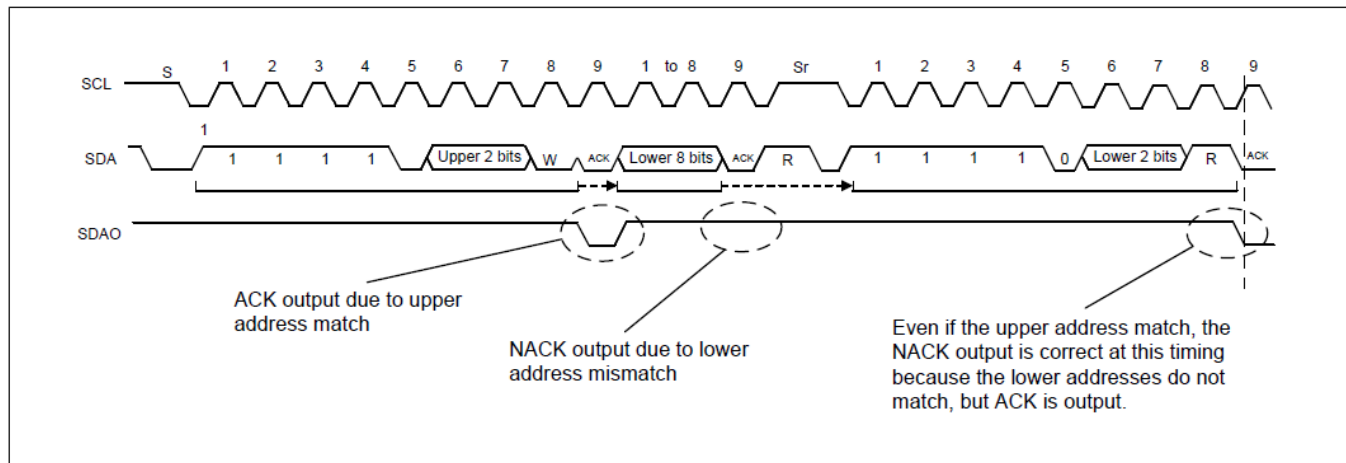 S 1 2 3 4 5 6 7 8 9 1 to 8 9 Sr 1 2 3 4 5 6 7 8 9
SCL
1
SDA 1 1 1 1 Upper 2 bits W ACK Lower 8 bits ACK R 1 1 1 1 0 Lower 2 bits R ACK
SDAO
ACK output due to upper
address match
NACK output due to lower
address mismatch
Even if the upper address match, the
NACK output is correct at this timing
because the lower addresses do not
match, but ACK is output.